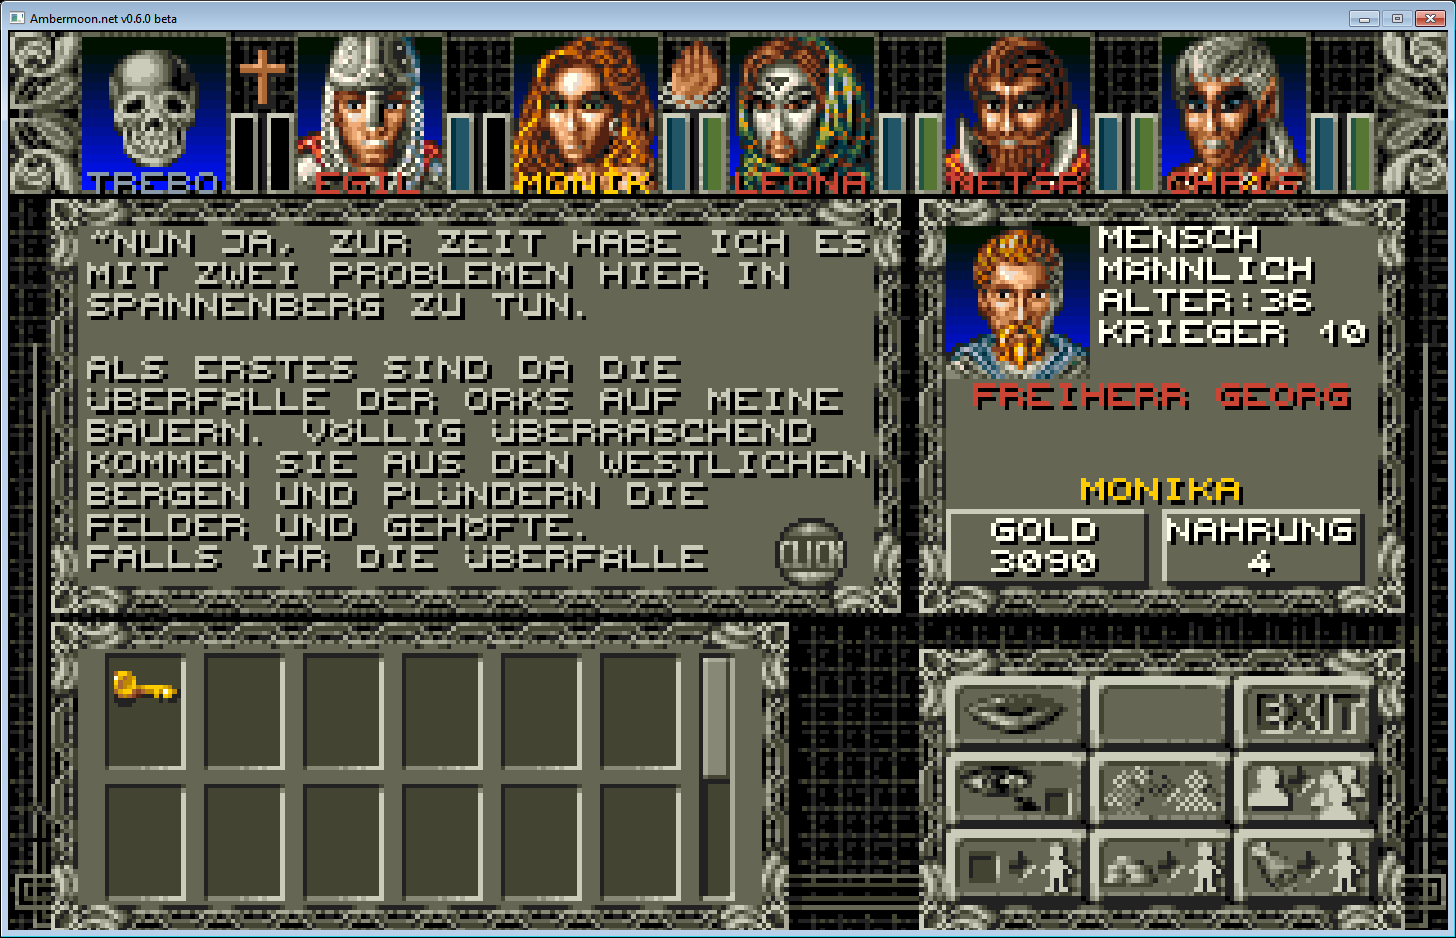 Ambermoon.net v0.6.0 beta
TREBO
EGIL
MONIK
LEONA
NETSR
CHRIS
"NUN JA, ZUR ZEIT HABE ICH ES
MIT ZWEI PROBLEMEN HIER IN
SPANNENBERG ZU TUN.
ALS ERSTES SIND DA DIE
ÜBERFÄLLE DER ORKS AUF MEINE
BAUERN. VÖLLIG ÜBERRASCHEND
KOMMEN SIE AUS DEN WESTLICHEN
BERGEN UND PLÜNDERN DIE
FELDER UND GEHÖFTE.
FALLS IHR DIE ÜBERFÄLLE
CLICK
MENSCH
MÄNNLICH
ALTER:36
KRIEGER 10
FREIHERR GEORG
MONIKA
GOLD
3090
NAHRUNG
4
EXIT